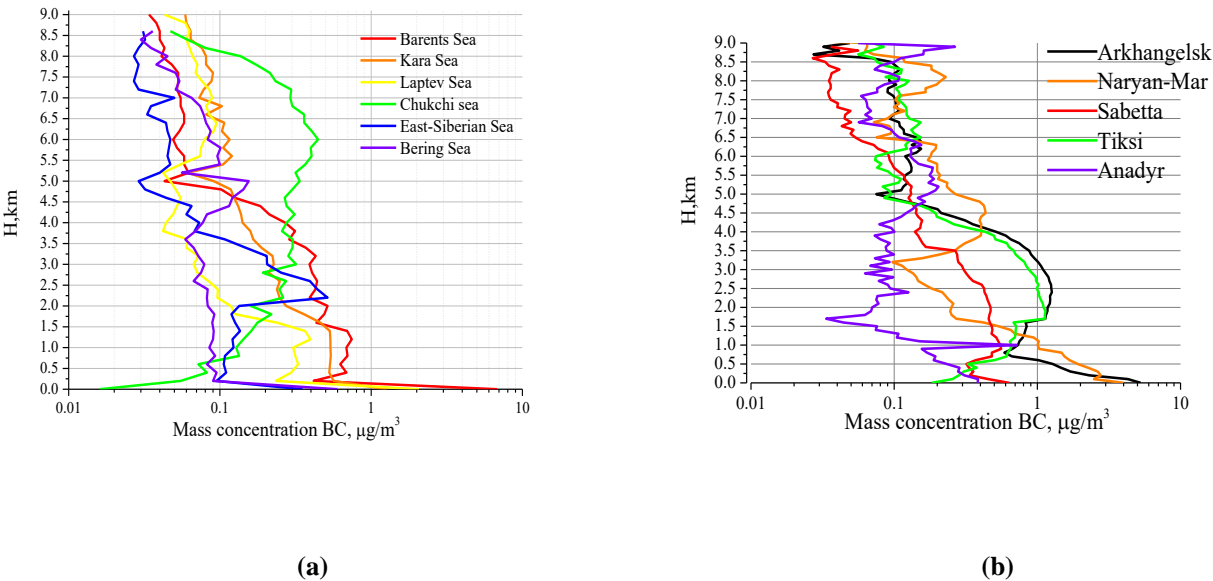 9.0
8.5
8.0
7.5
7.0
6.5
6.0
5.5
5.0
4.5
4.0
3.5
3.0
2.5
2.0
1.5
1.0
0.5
0.0
H,km
0.01 0.1 1 10
Mass concentration BC, μg/m³
Barents Sea
Kara Sea
Laptev Sea
Chukchi sea
East-Siberian Sea
Bering Sea
(a)
9.0
8.5
8.0
7.5
7.0
6.5
6.0
5.5
5.0
4.5
4.0
3.5
3.0
2.5
2.0
1.5
1.0
0.5
0.0
H,km
0.01 0.1 1 10
Mass concentration BC, μg/m³
Arkhangelsk
Naryan-Mar
Sabetta
Tiksi
Anadyr
(b)